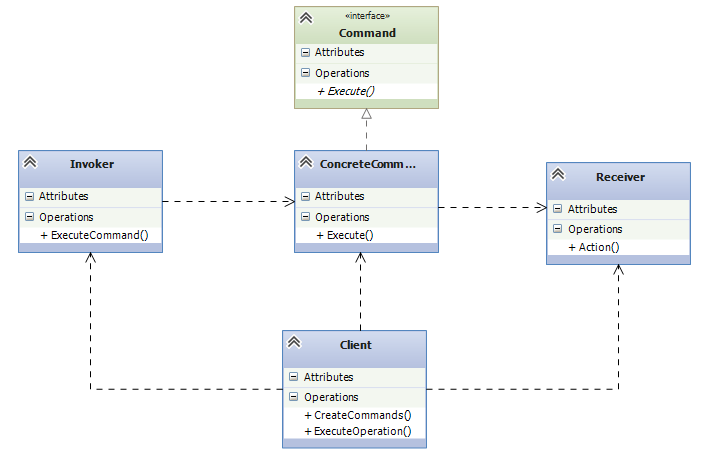 «interface»
Command
Attributes
Operations
+ Execute()
Invoker
Attributes
Operations
+ ExecuteCommand()
ConcreteComm...
Attributes
Operations
+ Execute()
Receiver
Attributes
Operations
+ Action()
Client
Attributes
Operations
+ CreateCommands()
+ ExecuteOperation()